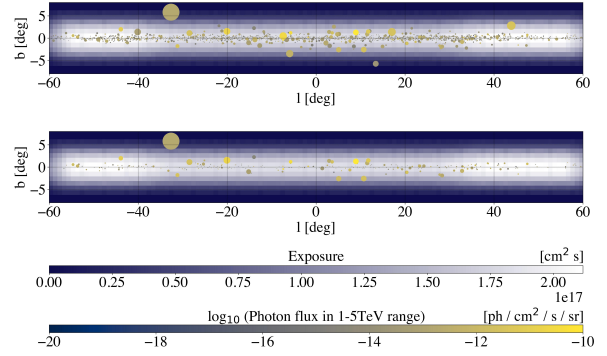 5
0
−5
b [deg]
−60 −40 −20 0 20 40 60
l [deg]
5
0
−5
b [deg]
−60 −40 −20 0 20 40 60
l [deg]
Exposure [cm² s]
0.00 0.25 0.50 0.75 1.00 1.25 1.50 1.75 2.00
1e17
log₁₀ (Photon flux in 1-5TeV range) [ph / cm² / s / sr]
−20 −18 −16 −14 −12 −10